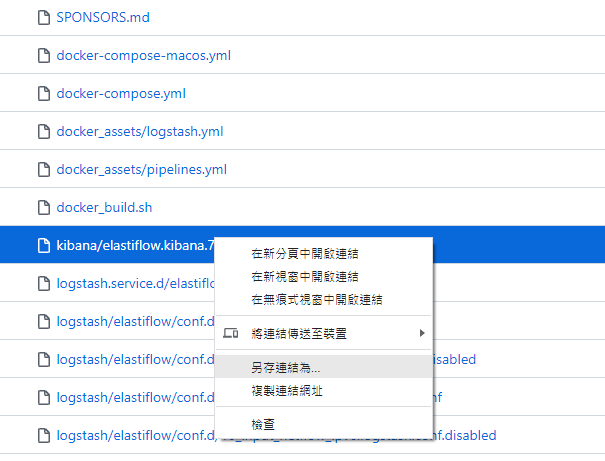 SPONSORS.md
docker-compose-macos.yml
docker-compose.yml
docker_assets/logstash.yml
docker_assets/pipelines.yml
docker_build.sh
kibana/elastiflow.kibana.7
在新分頁中開啟連結
在新視窗中開啟連結
在無痕式視窗中開啟連結
logstash.service.d/elastiflo
logstash/elastiflow/conf.d
將連結傳送至裝置
logstash/elastiflow/conf.d
disabled
另存連結為...
複製連結網址
logstash/elastiflow/conf.d
nf
檢查
logstash/elastiflow/conf.d/
conf.disabled